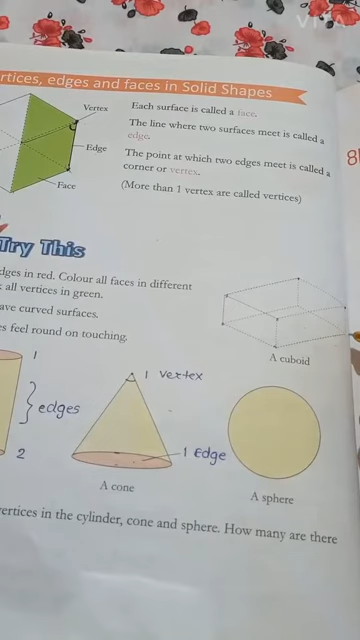 VITA
rtices, edges and faces in Solid Shapes
Vertex
Edge
Face
Each surface is called a face.
The line where two surfaces meet is called a
edge.
The point at which two edges meet is called a
corner or vertex.
(More than 1 vertex are called vertices)
8
Try This
dges in red. Colour all faces in different
all vertices in green.
ave curved surfaces.
es feel round on touching.
A cuboid
1
edges
2
1 vertex
1 Edge
A cone
A sphere
vertices in the cylinder, cone and sphere. How many are there